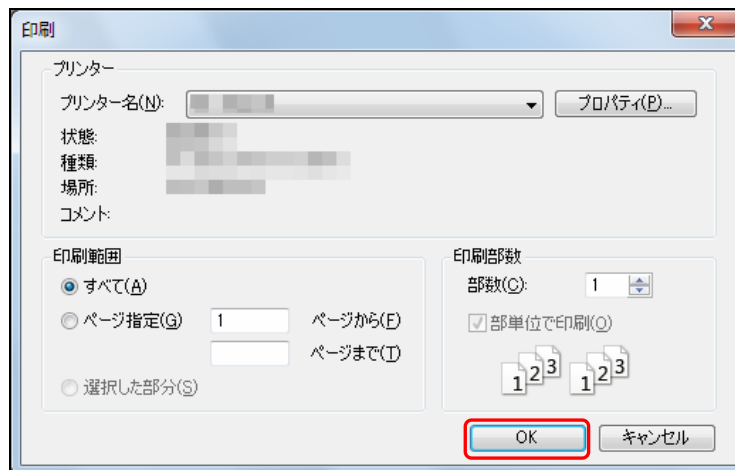 印刷
プリンター
プリンター名(N):
プロパティ(P)...
状態:
種類:
場所:
コメント:
印刷範囲
すべて(A)
ページ指定(G) 1 ページから(F)
ページまで(T)
選択した部分(S)
印刷部数
部数(C): 1
部単位で印刷(O)
1 2 3 1 2 3
OK キャンセル